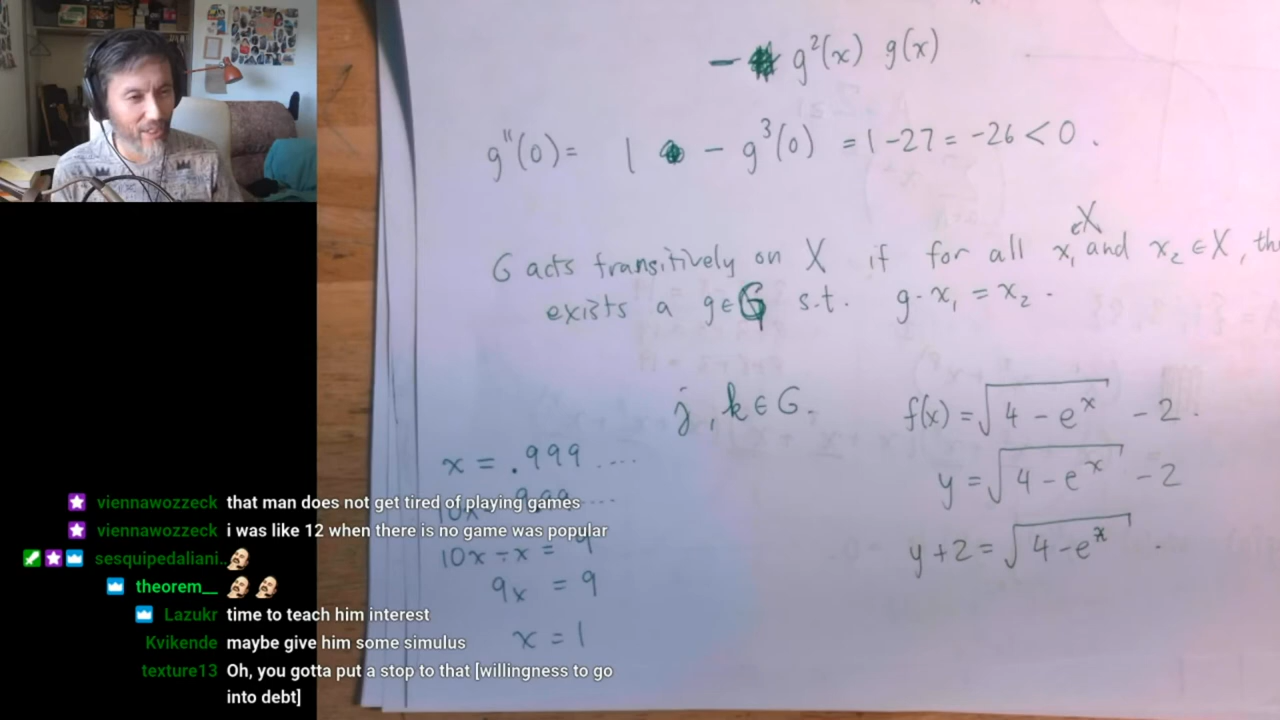 - g²(x) g(x)
g''(0) = 1 - g³(0) = 1 - 27 = -26 < 0 .
G acts transitively on X if for all x₁ ∈X and x₂ ∈ X, the
exists a g∈G s.t. g·x₁ = x₂ .
j, k ∈ G.
f(x) = √(4 - eˣ) - 2 .
y = √(4 - eˣ) - 2
y + 2 = √(4 - eˣ) .
x = .999 ....
10x
10x - x = 9
9x = 9
x = 1
viennawozzeck that man does not get tired of playing games
viennawozzeck i was like 12 when there is no game was popular
sesquipedaliani..
theorem__
Lazukr time to teach him interest
Kvikende maybe give him some simulus
texture13 Oh, you gotta put a stop to that [willingness to go
into debt]